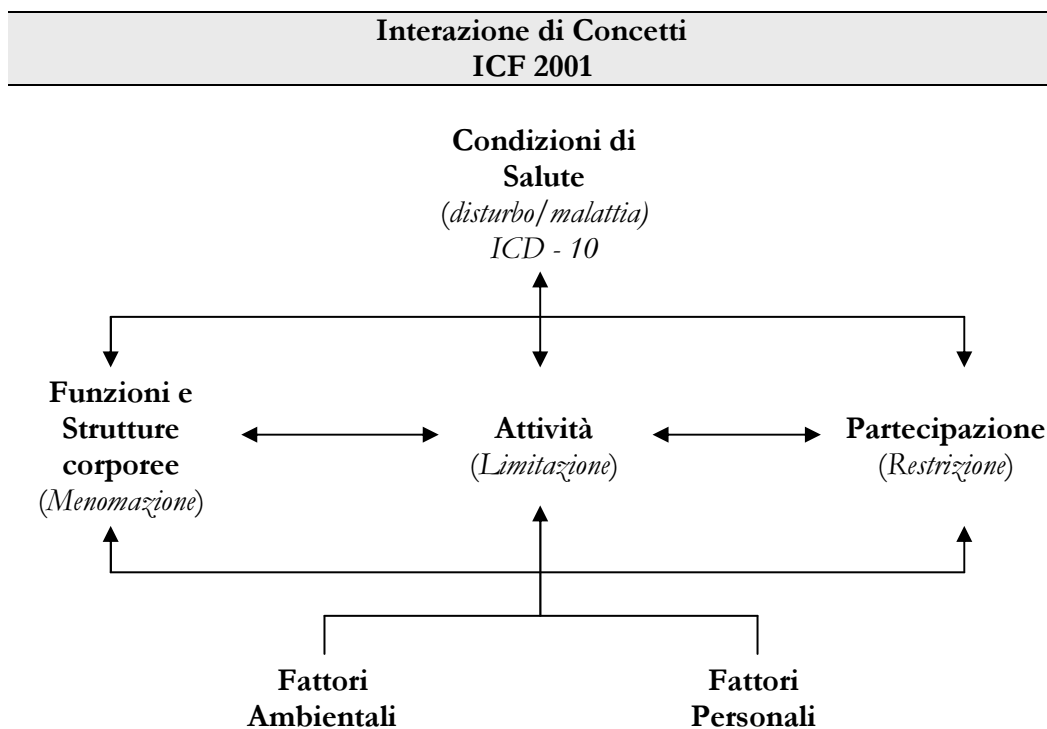 Interazione di Concetti
ICF 2001
Condizioni di
Salute
(disturbo/malattia)
ICD - 10
Funzioni e
Strutture
corporee
(Menomazione)
Attività
(Limitazione)
Partecipazione
(Restrizione)
Fattori
Ambientali
Fattori
Personali